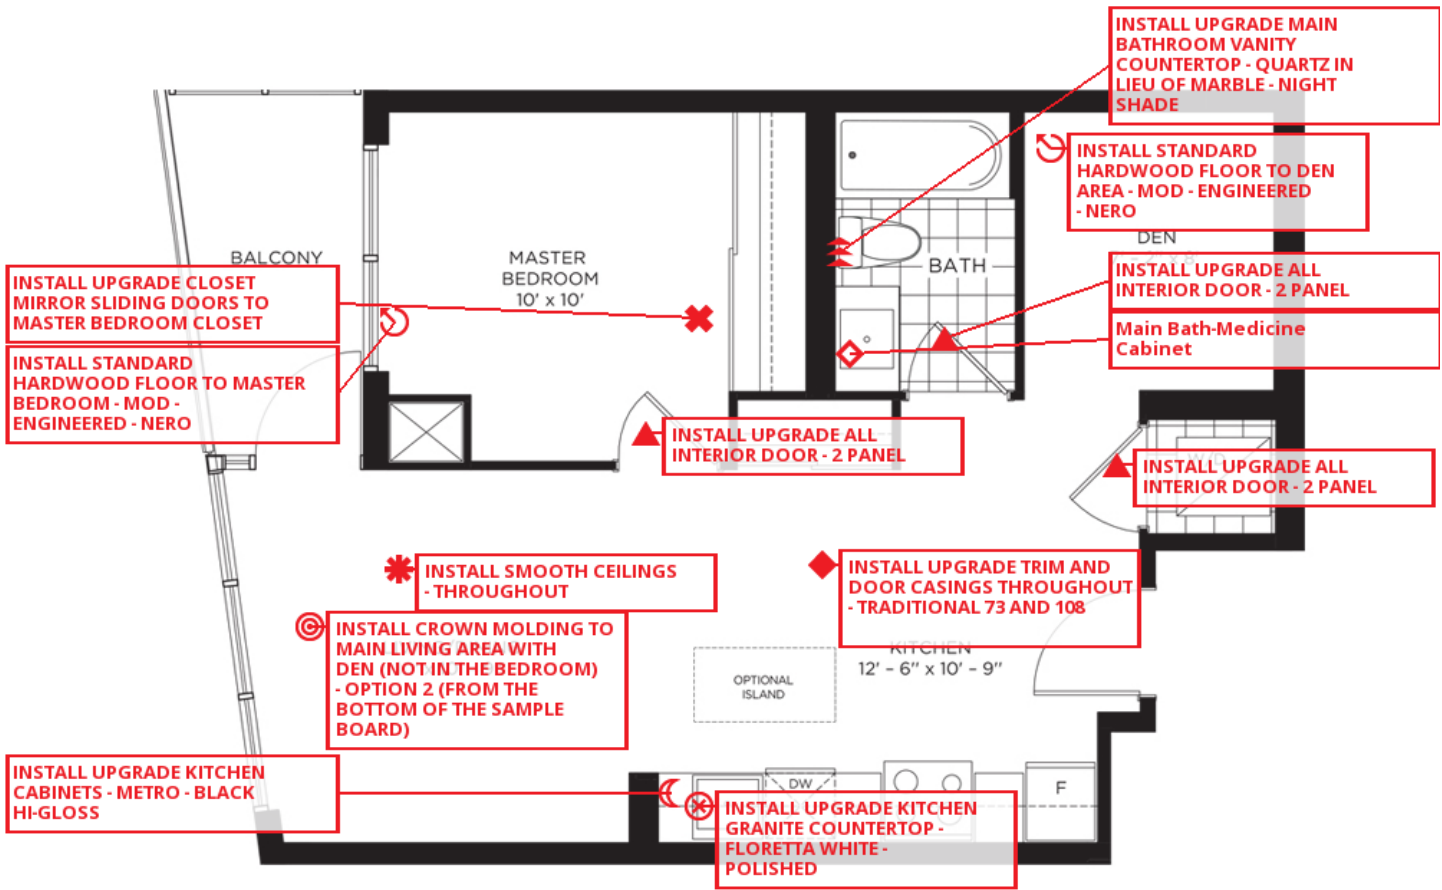 INSTALL UPGRADE MAIN
BATHROOM VANITY
COUNTERTOP - QUARTZ IN
LIEU OF MARBLE - NIGHT
SHADE
INSTALL STANDARD
HARDWOOD FLOOR TO DEN
AREA - MOD - ENGINEERED
- NERO
DEN
BALCONY
MASTER
BEDROOM
10' x 10'
BATH
INSTALL UPGRADE CLOSET
MIRROR SLIDING DOORS TO
MASTER BEDROOM CLOSET
INSTALL UPGRADE ALL
INTERIOR DOOR - 2 PANEL
Main Bath-Medicine
Cabinet
INSTALL STANDARD
HARDWOOD FLOOR TO MASTER
BEDROOM - MOD -
ENGINEERED - NERO
INSTALL UPGRADE ALL
INTERIOR DOOR - 2 PANEL
W/D
INSTALL UPGRADE ALL
INTERIOR DOOR - 2 PANEL
INSTALL SMOOTH CEILINGS
- THROUGHOUT
INSTALL UPGRADE TRIM AND
DOOR CASINGS THROUGHOUT
- TRADITIONAL 73 AND 108
INSTALL CROWN MOLDING TO
MAIN LIVING AREA WITH
DEN (NOT IN THE BEDROOM)
- OPTION 2 (FROM THE
BOTTOM OF THE SAMPLE
BOARD)
KITCHEN
12' - 6" x 10' - 9"
OPTIONAL
ISLAND
INSTALL UPGRADE KITCHEN
CABINETS - METRO - BLACK
HI-GLOSS
DW
F
INSTALL UPGRADE KITCHEN
GRANITE COUNTERTOP -
FLORETTA WHITE -
POLISHED